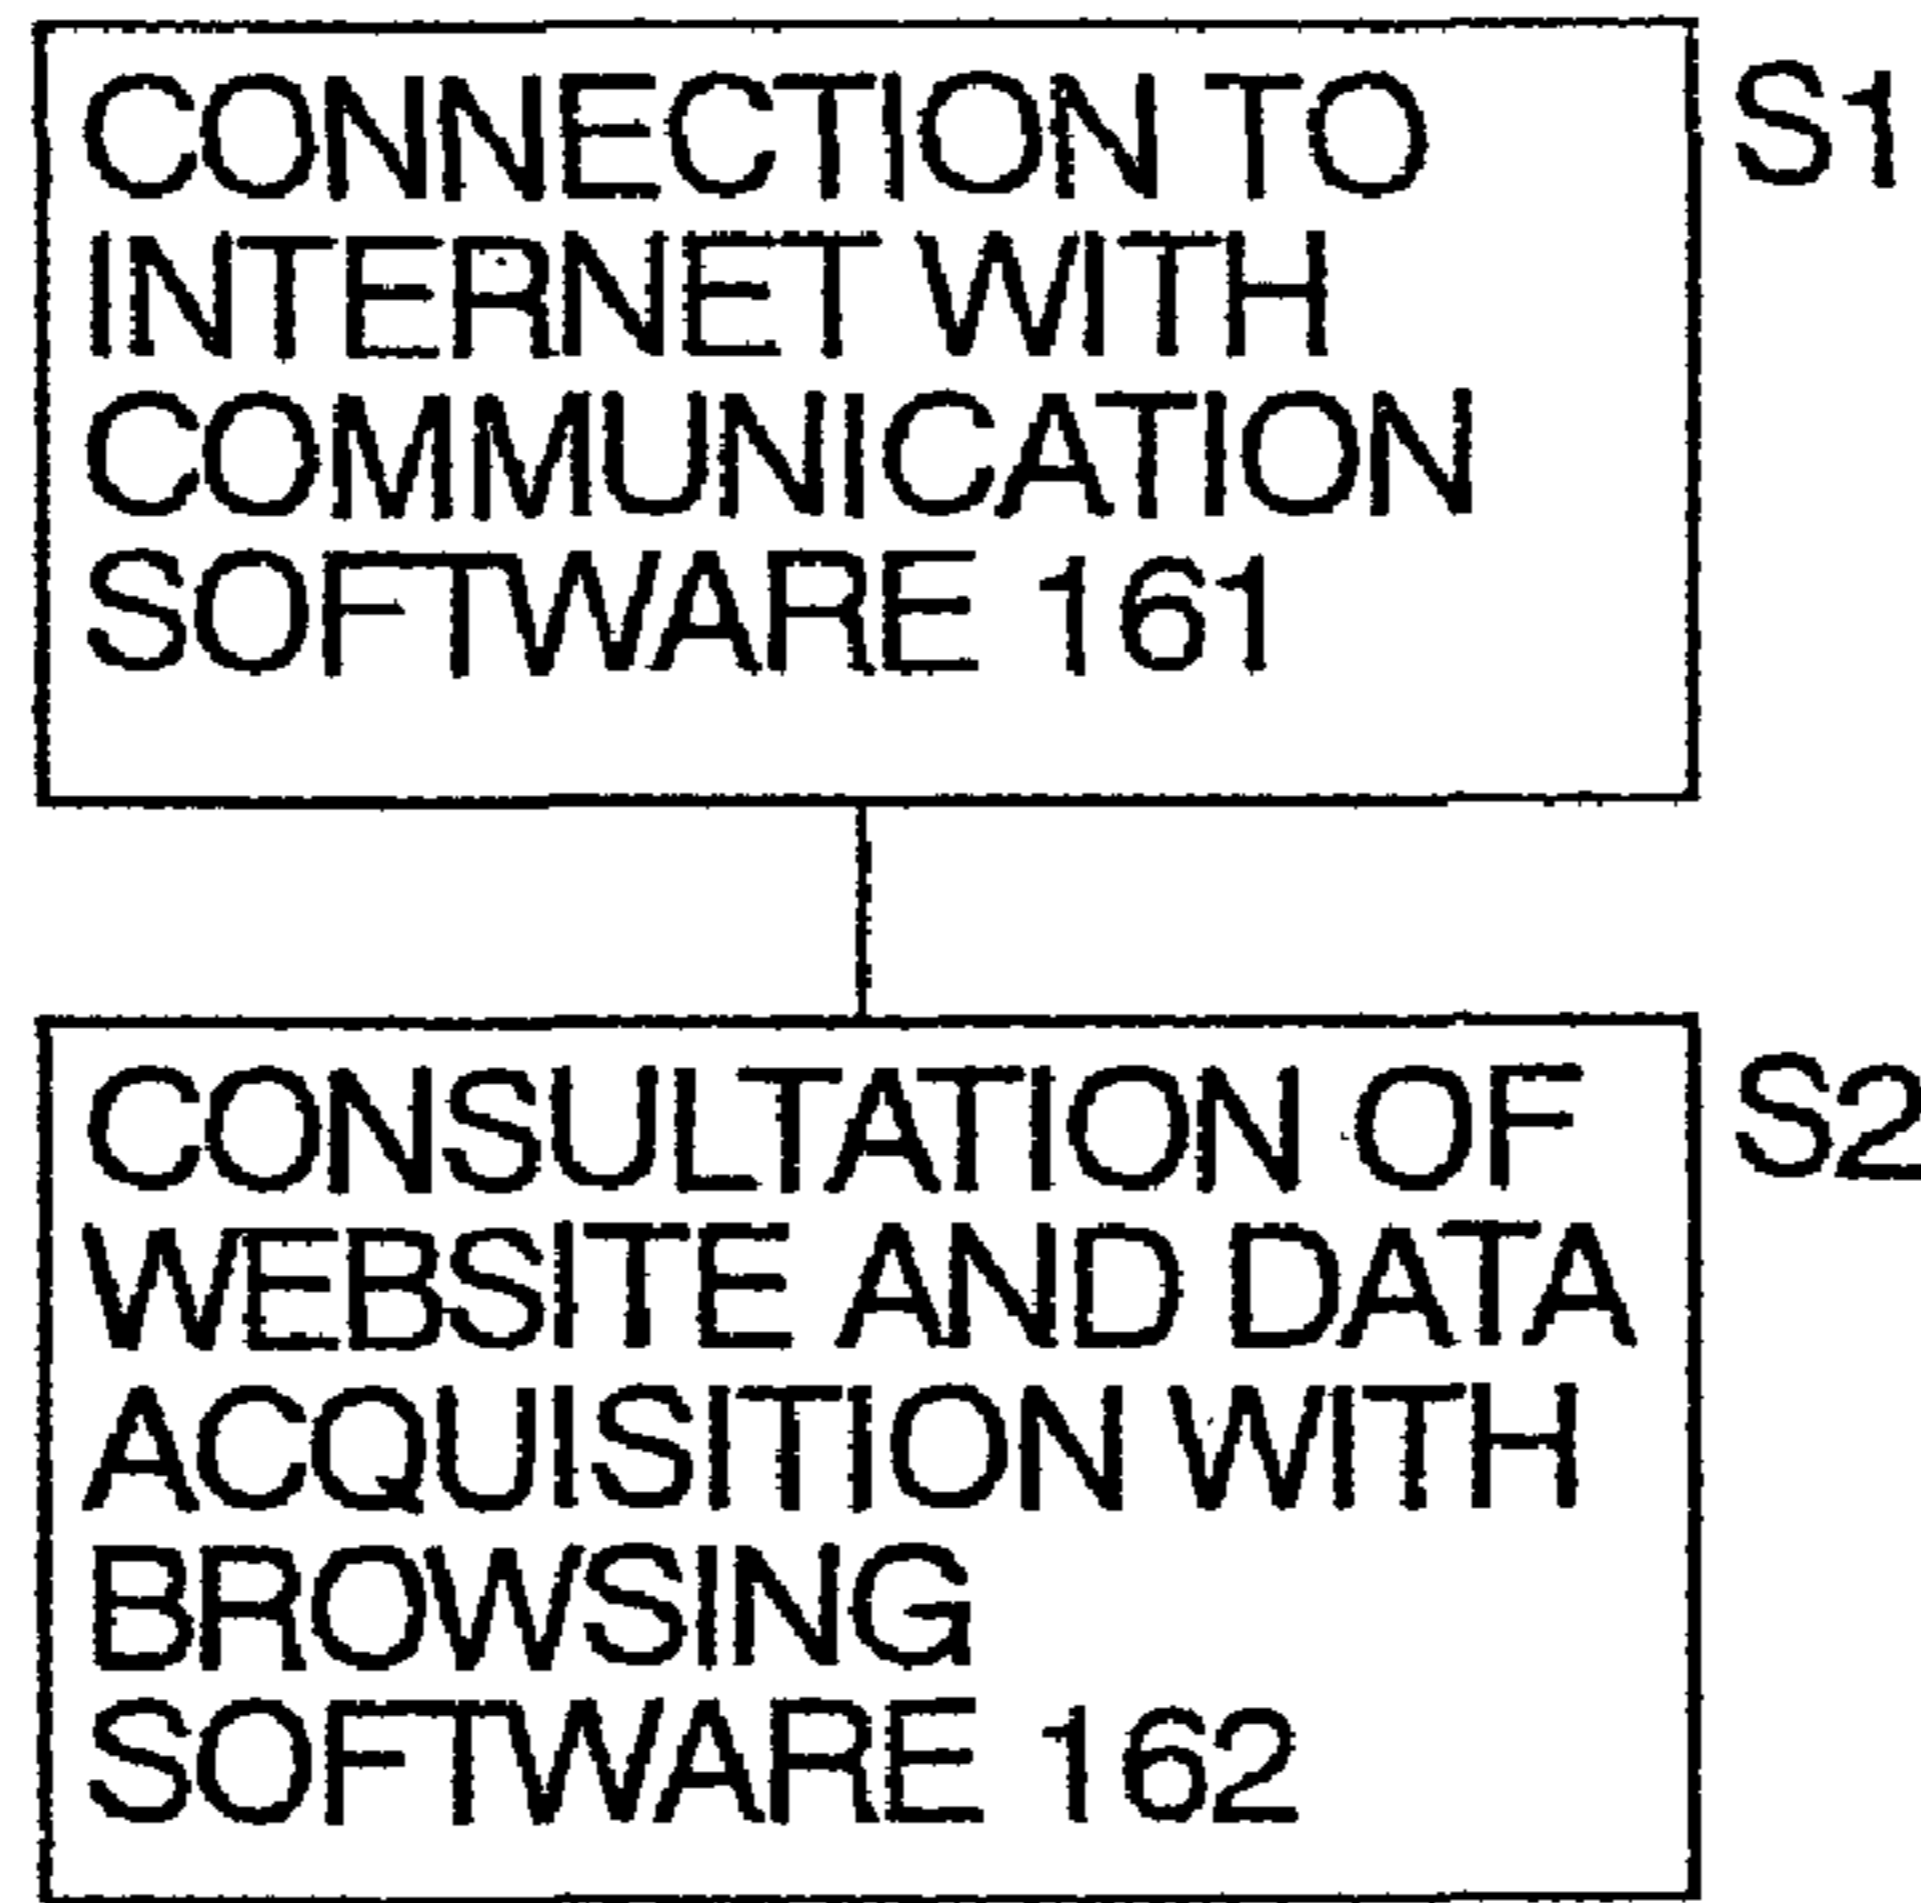 CONNECTION TO S1
INTERNET WITH
COMMUNICATION
SOFTWARE 161
CONSULTATION OF S2
WEBSITE AND DATA
ACQUISITION WITH
BROWSING
SOFTWARE 162